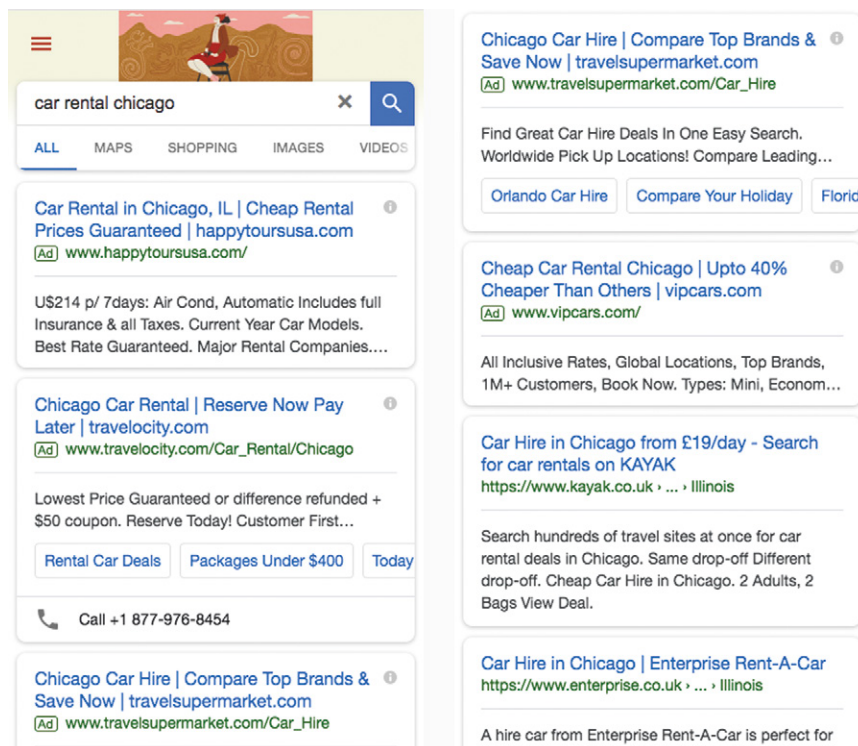 car rental chicago
ALL MAPS SHOPPING IMAGES VIDEOS
Car Rental in Chicago, IL | Cheap Rental
Prices Guaranteed | happytoursusa.com
Ad www.happytoursusa.com/
U$214 p/ 7days: Air Cond, Automatic Includes full
Insurance & all Taxes. Current Year Car Models.
Best Rate Guaranteed. Major Rental Companies....
Chicago Car Rental | Reserve Now Pay
Later | travelocity.com
Ad www.travelocity.com/Car_Rental/Chicago
Lowest Price Guaranteed or difference refunded +
$50 coupon. Reserve Today! Customer First...
Rental Car Deals Packages Under $400 Today
Call +1 877-976-8454
Chicago Car Hire | Compare Top Brands &
Save Now | travelsupermarket.com
Ad www.travelsupermarket.com/Car_Hire
Chicago Car Hire | Compare Top Brands &
Save Now | travelsupermarket.com
Ad www.travelsupermarket.com/Car_Hire
Find Great Car Hire Deals In One Easy Search.
Worldwide Pick Up Locations! Compare Leading...
Orlando Car Hire Compare Your Holiday Florid
Cheap Car Rental Chicago | Upto 40%
Cheaper Than Others | vipcars.com
Ad www.vipcars.com/
All Inclusive Rates, Global Locations, Top Brands,
1M+ Customers, Book Now. Types: Mini, Econom...
Car Hire in Chicago from £19/day - Search
for car rentals on KAYAK
https://www.kayak.co.uk › ... › Illinois
Search hundreds of travel sites at once for car
rental deals in Chicago. Same drop-off Different
drop-off. Cheap Car Hire in Chicago. 2 Adults, 2
Bags View Deal.
Car Hire in Chicago | Enterprise Rent-A-Car
https://www.enterprise.co.uk › ... › Illinois
A hire car from Enterprise Rent-A-Car is perfect for